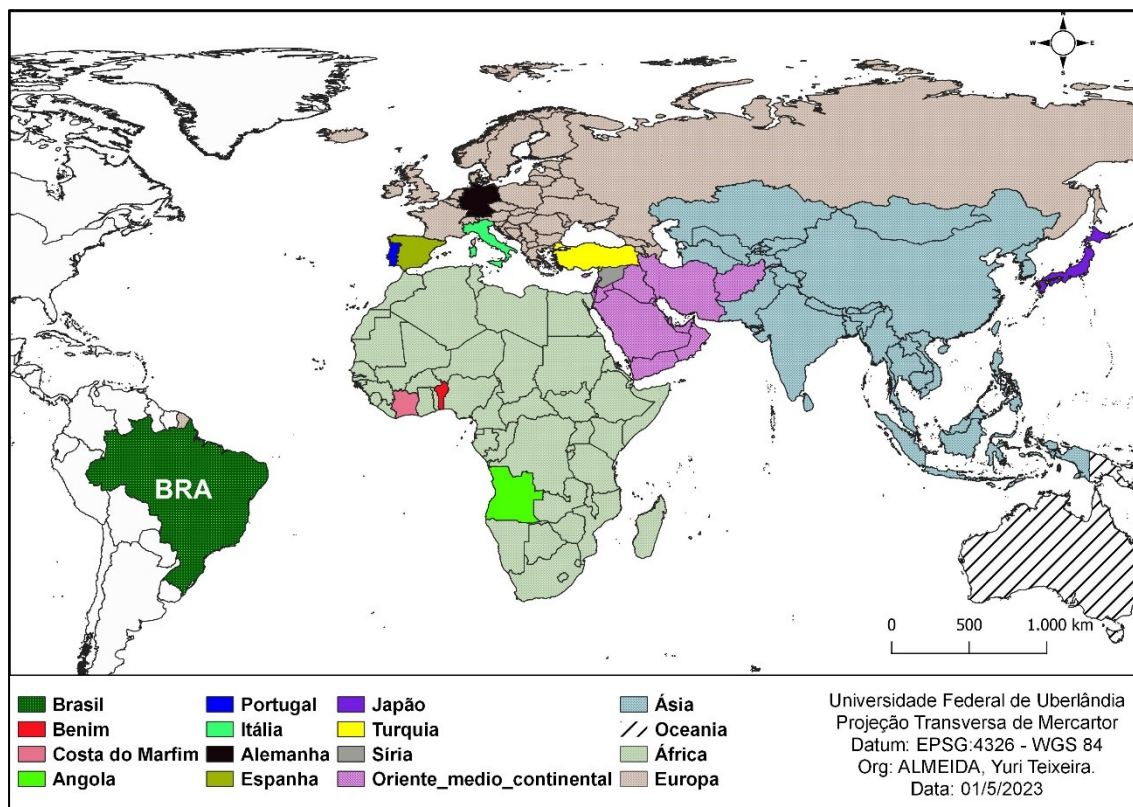 N
W E
S
BRA
0 500 1.000 km
Brasil
Benim
Costa do Marfim
Angola
Portugal
Itália
Alemanha
Espanha
Japão
Turquia
Síria
Oriente_medio_continental
Ásia
Oceania
África
Europa
Universidade Federal de Uberlândia
Projeção Transversa de Mercartor
Datum: EPSG:4326 - WGS 84
Org: ALMEIDA, Yuri Teixeira.
Data: 01/5/2023